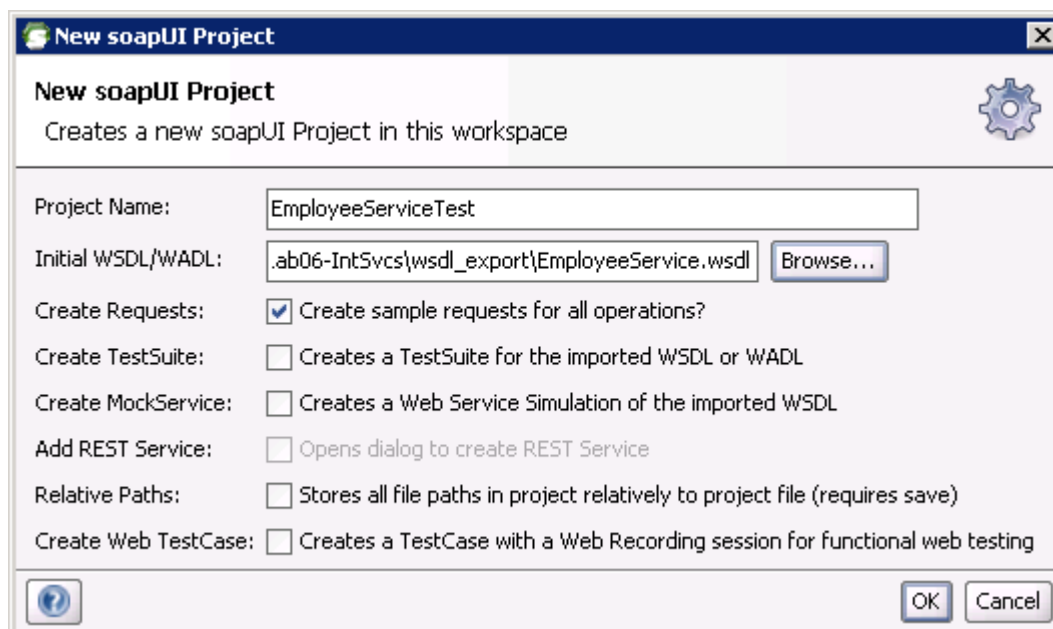 New soapUI Project
New soapUI Project
Creates a new soapUI Project in this workspace
Project Name: EmployeeServiceTest
Initial WSDL/WADL: .ab06-IntSvcs\wsdl_export\EmployeeService.wsdl Browse...
Create Requests: Create sample requests for all operations?
Create TestSuite: Creates a TestSuite for the imported WSDL or WADL
Create MockService: Creates a Web Service Simulation of the imported WSDL
Add REST Service: Opens dialog to create REST Service
Relative Paths: Stores all file paths in project relatively to project file (requires save)
Create Web TestCase: Creates a TestCase with a Web Recording session for functional web testing
? OK Cancel